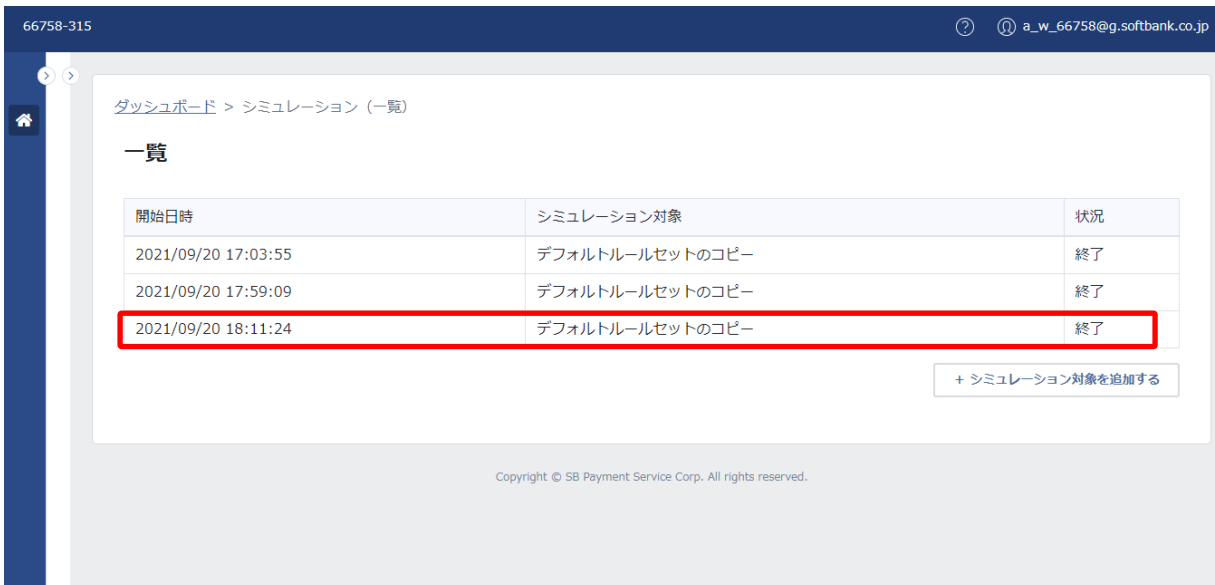 66758-315
a_w_66758@g.softbank.co.jp
ダッシュボード > シミュレーション（一覧）
一覧
開始日時 シミュレーション対象 状況
2021/09/20 17:03:55 デフォルトルールセットのコピー 終了
2021/09/20 17:59:09 デフォルトルールセットのコピー 終了
2021/09/20 18:11:24 デフォルトルールセットのコピー 終了
+ シミュレーション対象を追加する
Copyright © SB Payment Service Corp. All rights reserved.